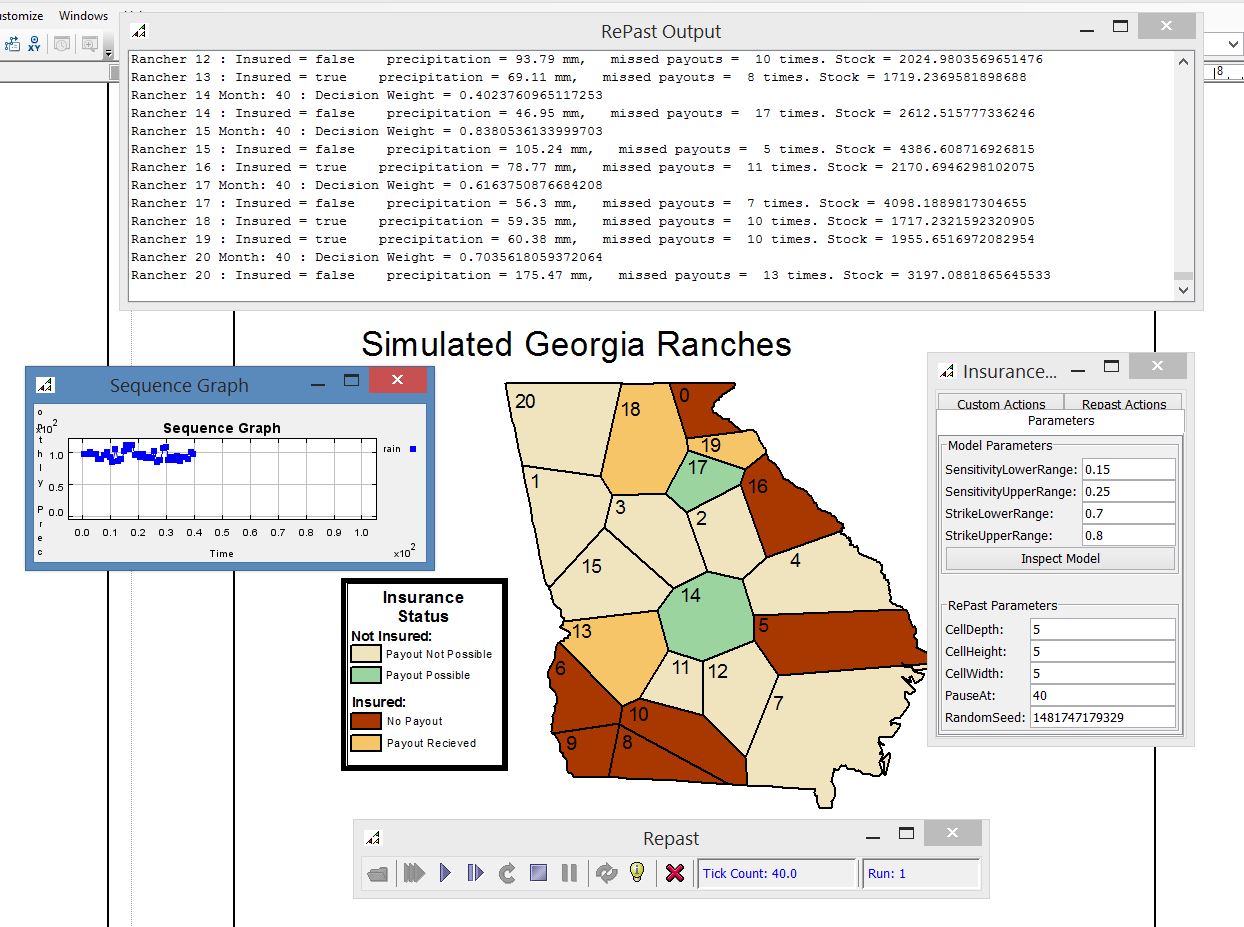 ustomize Windows
RePast Output
Rancher 12 : Insured = false precipitation = 93.79 mm, missed payouts = 10 times. Stock = 2024.9803569651476
Rancher 13 : Insured = true precipitation = 69.11 mm, missed payouts = 8 times. Stock = 1719.2369581898688
Rancher 14 Month: 40 : Decision Weight = 0.4023760965117253
Rancher 14 : Insured = false precipitation = 46.95 mm, missed payouts = 17 times. Stock = 2612.515777336246
Rancher 15 Month: 40 : Decision Weight = 0.8380536133999703
Rancher 15 : Insured = false precipitation = 105.24 mm, missed payouts = 5 times. Stock = 4386.608716926815
Rancher 16 : Insured = true precipitation = 78.77 mm, missed payouts = 11 times. Stock = 2170.6946298102075
Rancher 17 Month: 40 : Decision Weight = 0.6163750876684208
Rancher 17 : Insured = false precipitation = 56.3 mm, missed payouts = 7 times. Stock = 4098.1889817304655
Rancher 18 : Insured = true precipitation = 59.35 mm, missed payouts = 10 times. Stock = 1717.2321592320905
Rancher 19 : Insured = true precipitation = 60.38 mm, missed payouts = 10 times. Stock = 1955.6516972082954
Rancher 20 Month: 40 : Decision Weight = 0.7035618059372064
Rancher 20 : Insured = false precipitation = 175.47 mm, missed payouts = 13 times. Stock = 3197.0881865645533
8
Simulated Georgia Ranches
Sequence Graph
Sequence Graph
x10²
1.0
0.5
0.0
rain
0.0 0.1 0.2 0.3 0.4 0.5 0.6 0.7 0.8 0.9 1.0
Time
x10²
Insurance
Status
Not Insured:
Payout Not Possible
Payout Possible
Insured:
No Payout
Payout Recieved
20
18
0
19
17
1
16
3
2
4
15
14
5
13
6
11
12
7
10
9
8
Insurance...
Custom Actions Repast Actions
Parameters
Model Parameters
SensitivityLowerRange: 0.15
SensitivityUpperRange: 0.25
StrikeLowerRange: 0.7
StrikeUpperRange: 0.8
Inspect Model
RePast Parameters
CellDepth: 5
CellHeight: 5
CellWidth: 5
PauseAt: 40
RandomSeed: 1481747179329
Repast
Tick Count: 40.0 Run: 1